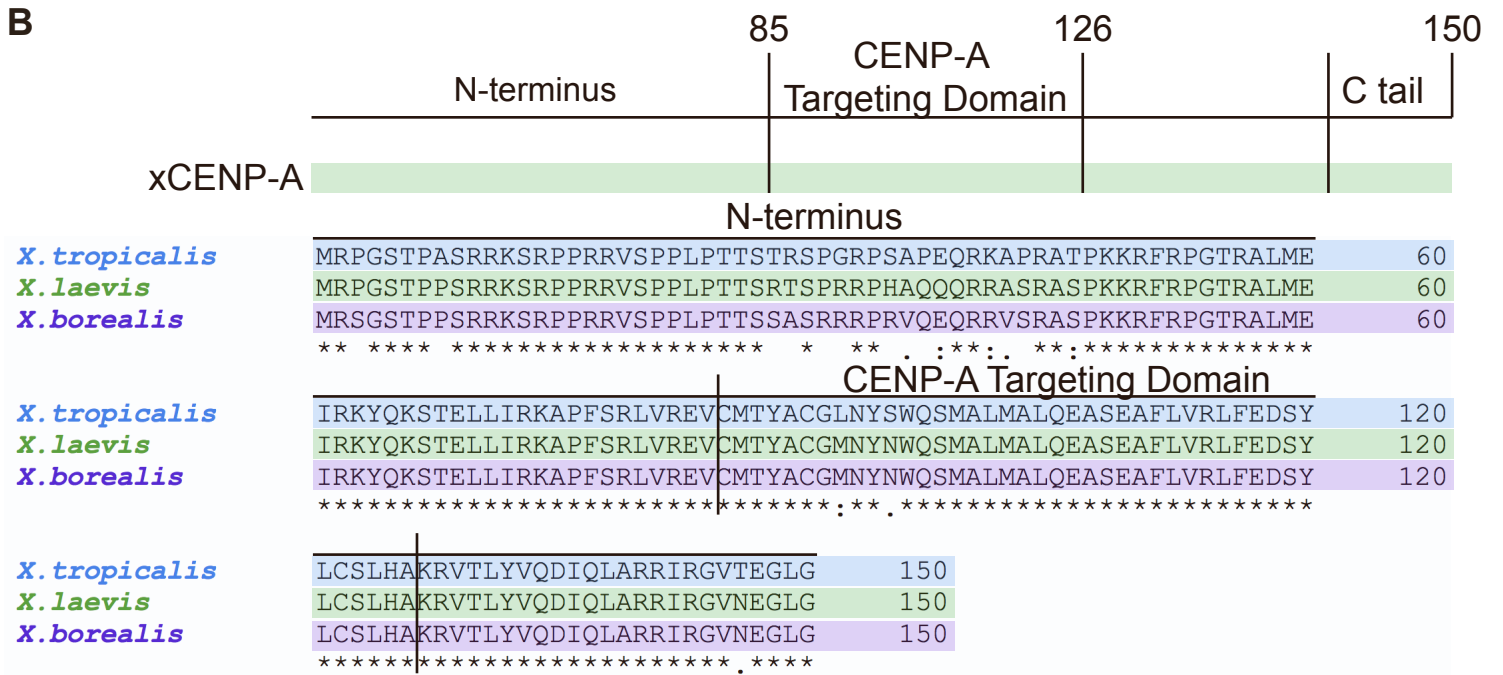 B
85 126 150
CENP-A
N-terminus Targeting Domain C tail
xCENP-A
N-terminus
X.tropicalis MRPGSTPASRRKSRPPRRVSPPLPTTSTRSPGRPSAPEQRKAPRATPKKRFRPGTRALME 60
X.laevis MRPGSTPPSRRKSRPPRRVSPPLPTTSRTSPRRPHAQQQRRASRASPKKRFRPGTRALME 60
X.borealis MRSGSTPPSRRKSRPPRRVSPPLPTTSSASRRRPRVQEQRRVSRASPKKRFRPGTRALME 60
** **** *******************  *  ** . :**:. **:**************
CENP-A Targeting Domain
X.tropicalis IRKYQKSTELLIRKAPFSRLVREVCMTYACGLNYSWQSMALMALQEASEAFLVRLFEDSY 120
X.laevis IRKYQKSTELLIRKAPFSRLVREVCMTYACGMNYNWQSMALMALQEASEAFLVRLFEDSY 120
X.borealis IRKYQKSTELLIRKAPFSRLVREVCMTYACGMNYNWQSMALMALQEASEAFLVRLFEDSY 120
*******************************:**.*************************
X.tropicalis LCSLHAKRVTLYVQDIQLARRIRGVTEGLG 150
X.laevis LCSLHAKRVTLYVQDIQLARRIRGVNEGLG 150
X.borealis LCSLHAKRVTLYVQDIQLARRIRGVNEGLG 150
*************************.****